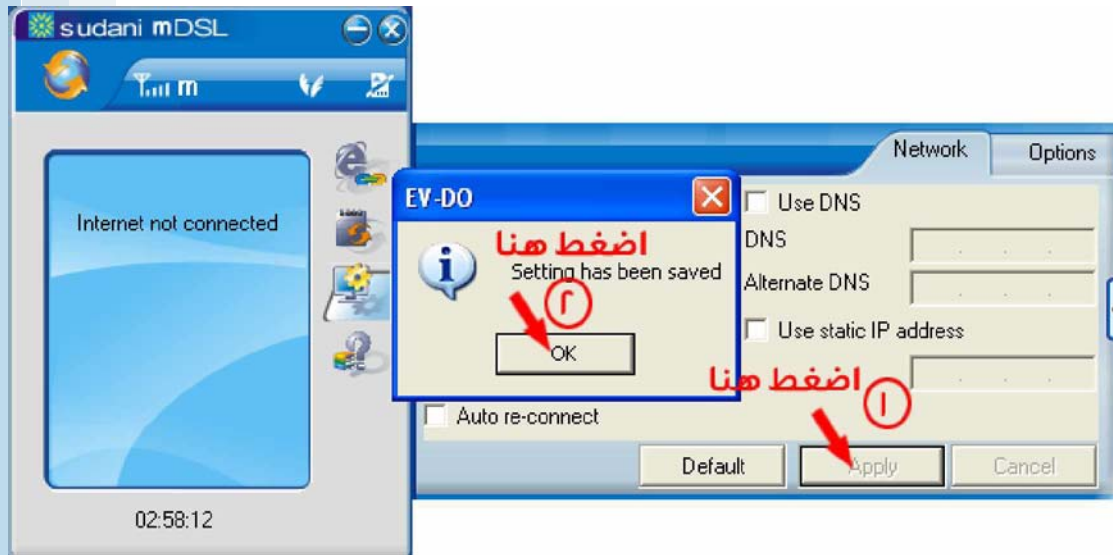 sudani mDSL
m
Internet not connected
02:58:12
Network
Options
EV-DO
اضغط هنا
Setting has been saved
٢
OK
Use DNS
DNS
Alternate DNS
Use static IP address
اضغط هنا
١
Auto re-connect
Default
Apply
Cancel